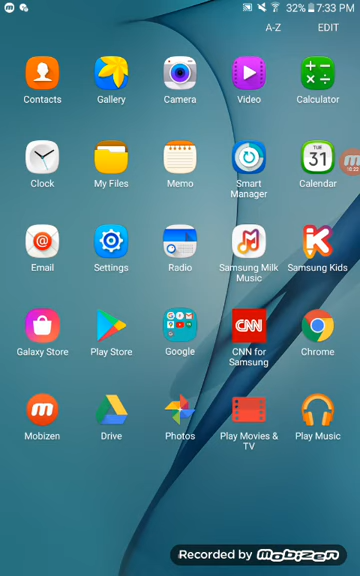 32% 7:33 PM
A-Z EDIT
Contacts Gallery Camera Video Calculator
TUE
31
Clock My Files Memo Smart Manager Calendar
Email Settings Radio Samsung Milk Music Samsung Kids
CNN
Galaxy Store Play Store Google CNN for Samsung Chrome
Mobizen Drive Photos Play Movies & TV Play Music
Recorded by mobizen